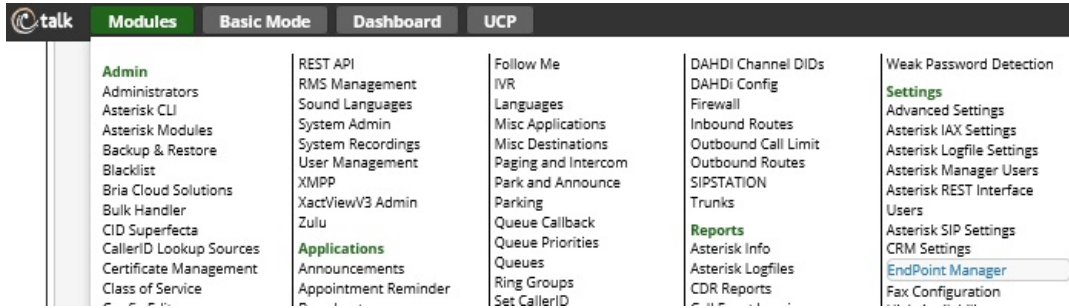 talk Modules Basic Mode Dashboard UCP
Admin
Administrators
Asterisk CLI
Asterisk Modules
Backup & Restore
Blacklist
Bria Cloud Solutions
Bulk Handler
CID Superfecta
CallerID Lookup Sources
Certificate Management
Class of Service
REST API
RMS Management
Sound Languages
System Admin
System Recordings
User Management
XMPP
XactViewV3 Admin
Zulu
Applications
Announcements
Appointment Reminder
Follow Me
IVR
Languages
Misc Applications
Misc Destinations
Paging and Intercom
Park and Announce
Parking
Queue Callback
Queue Priorities
Queues
Ring Groups
Set CallerID
DAHDI Channel DIDs
DAHDi Config
Firewall
Inbound Routes
Outbound Call Limit
Outbound Routes
SIPSTATION
Trunks
Reports
Asterisk Info
Asterisk Logfiles
CDR Reports
Weak Password Detection
Settings
Advanced Settings
Asterisk IAX Settings
Asterisk Logfile Settings
Asterisk Manager Users
Asterisk REST Interface
Users
Asterisk SIP Settings
CRM Settings
EndPoint Manager
Fax Configuration